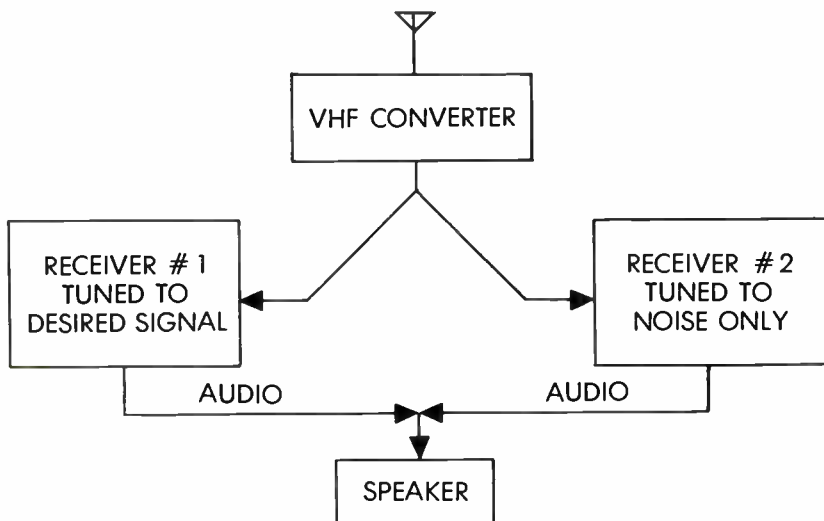 VHF CONVERTER
RECEIVER #1
TUNED TO
DESIRED SIGNAL
RECEIVER #2
TUNED TO
NOISE ONLY
AUDIO
AUDIO
SPEAKER